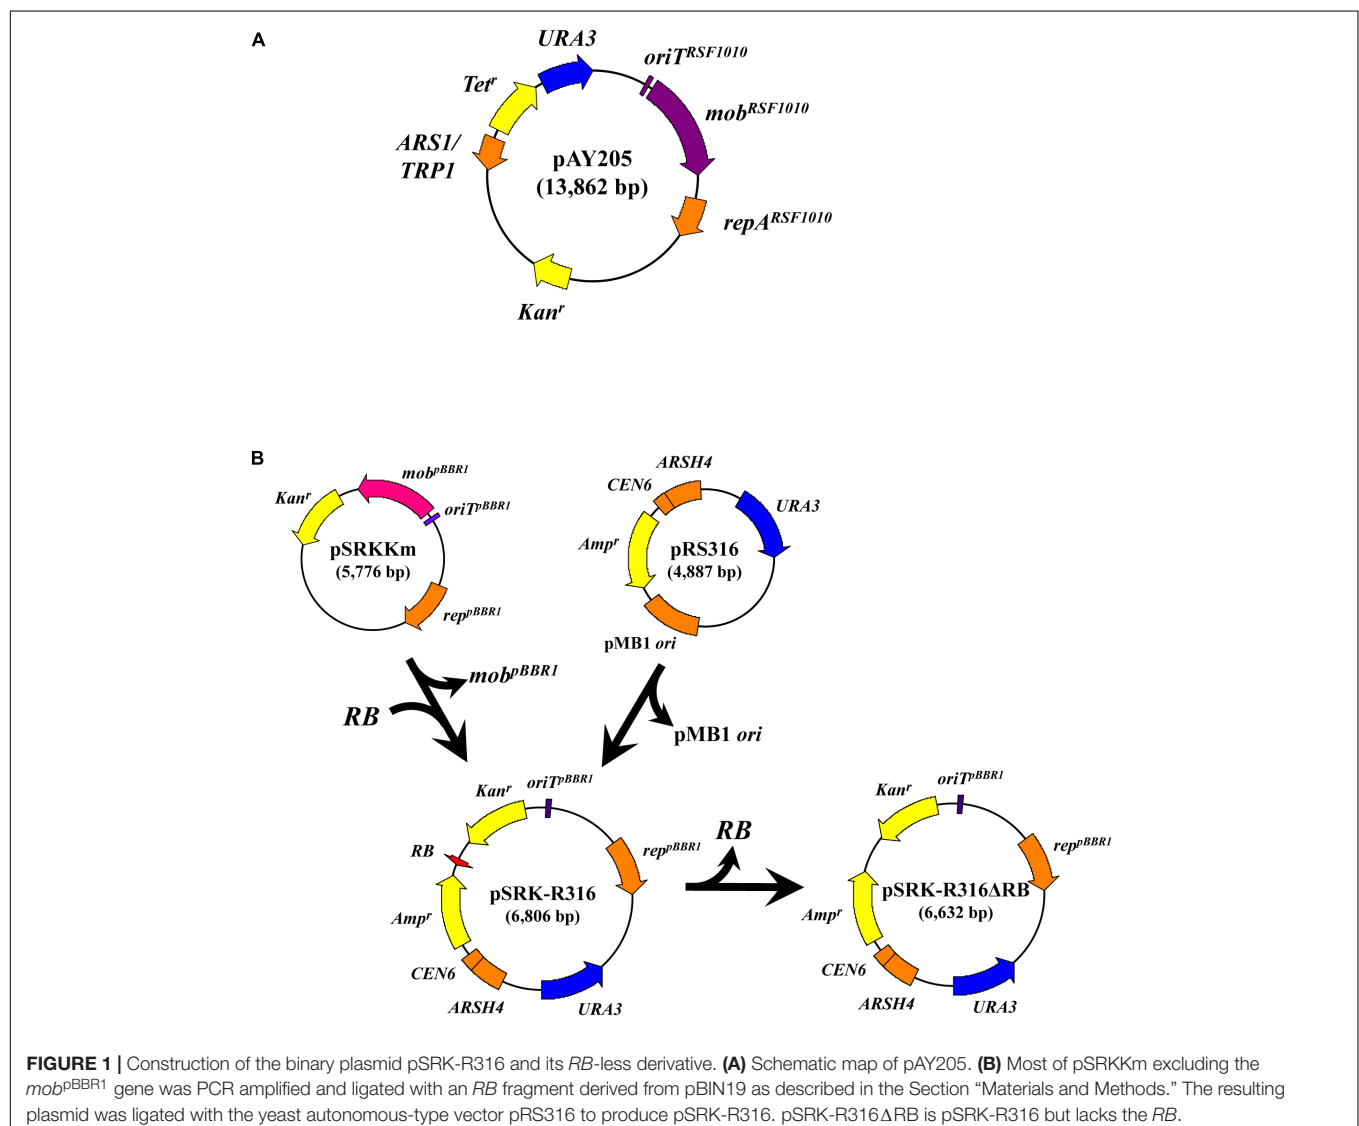 A
URA3
oriT^RSF1010
Tet^r
mob^RSF1010
ARS1/
TRP1
pAY205
(13,862 bp)
repA^RSF1010
Kan^r
B
ARSH4
mob^pBBR1
CEN6
Kan^r
URA3
oriT^pBBR1
Amp^r
pSRKKm
(5,776 bp)
pRS316
(4,887 bp)
rep^pBBR1
pMB1 ori
mob^pBBR1
RB
pMB1 ori
oriT^pBBR1
Kan^r
oriT^pBBR1
Kan^r
RB
RB
rep^pBBR1
rep^pBBR1
pSRK-R316
(6,806 bp)
pSRK-R316ΔRB
(6,632 bp)
Amp^r
Amp^r
CEN6
CEN6
ARSH4
URA3
ARSH4
URA3
FIGURE 1 | Construction of the binary plasmid pSRK-R316 and its RB-less derivative. (A) Schematic map of pAY205. (B) Most of pSRKKm excluding the
mob^pBBR1 gene was PCR amplified and ligated with an RB fragment derived from pBIN19 as described in the Section “Materials and Methods.” The resulting
plasmid was ligated with the yeast autonomous-type vector pRS316 to produce pSRK-R316. pSRK-R316ΔRB is pSRK-R316 but lacks the RB.